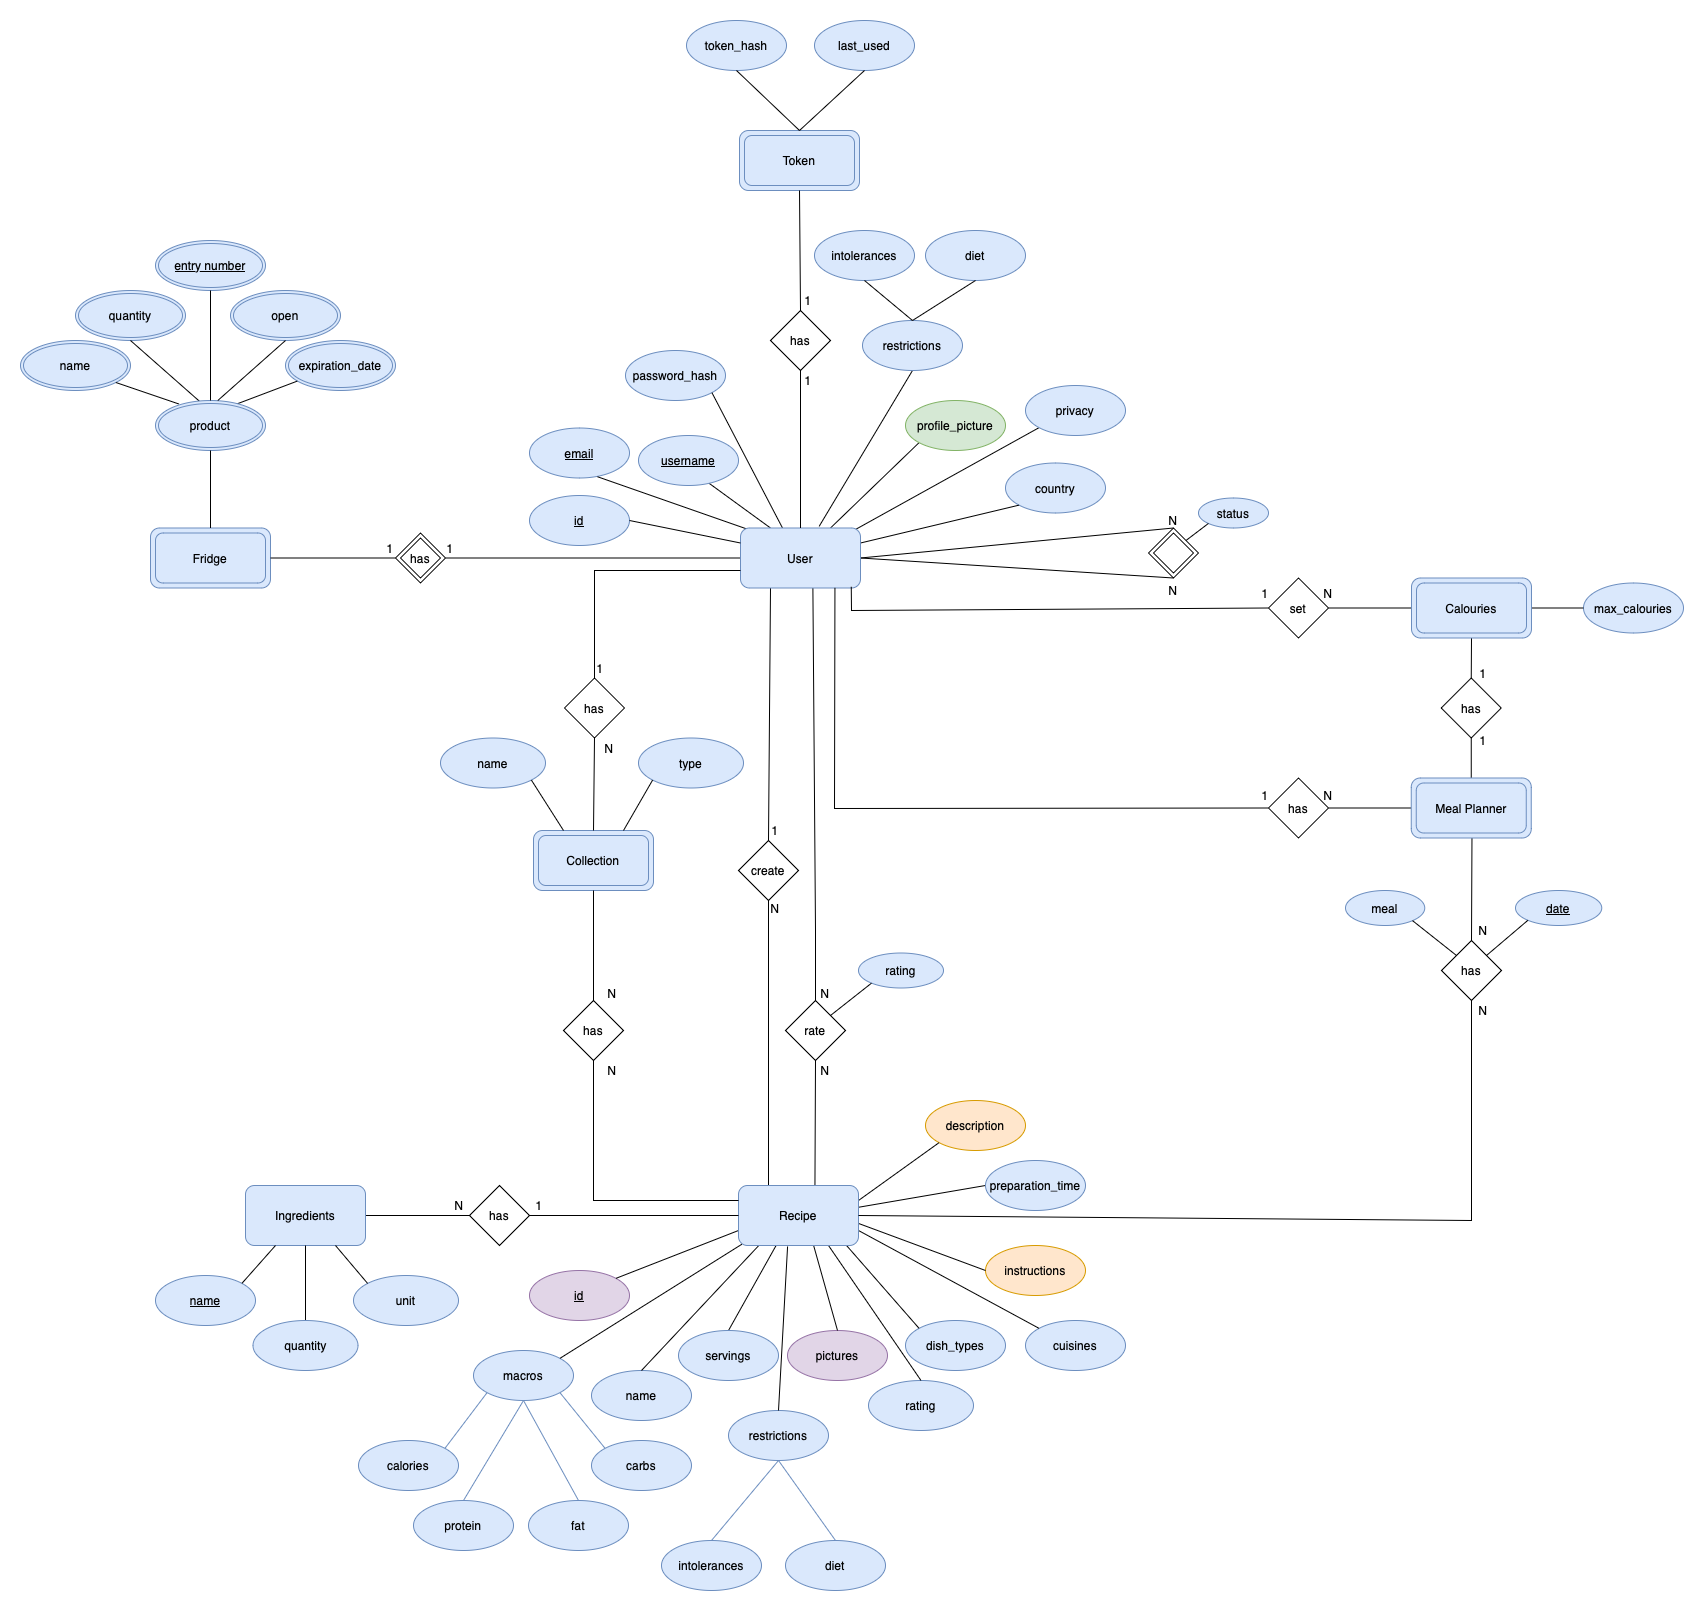 token_hash
last_used
Token
entry number
intolerances
diet
quantity
open
1
has
restrictions
name
expiration_date
password_hash
1
product
profile_picture
privacy
email
username
country
id
status
N
Fridge
1
has
1
User
N
1
set
N
Calouries
max_calouries
1
has
N
1
has
1
name
type
1
has
N
Meal Planner
1
create
N
Collection
meal
date
N
has
N
rating
N
has
N
N
rate
N
description
preparation_time
Ingredients
N
has
1
Recipe
instructions
name
quantity
unit
id
servings
pictures
dish_types
cuisines
macros
name
rating
restrictions
calories
carbs
protein
fat
intolerances
diet